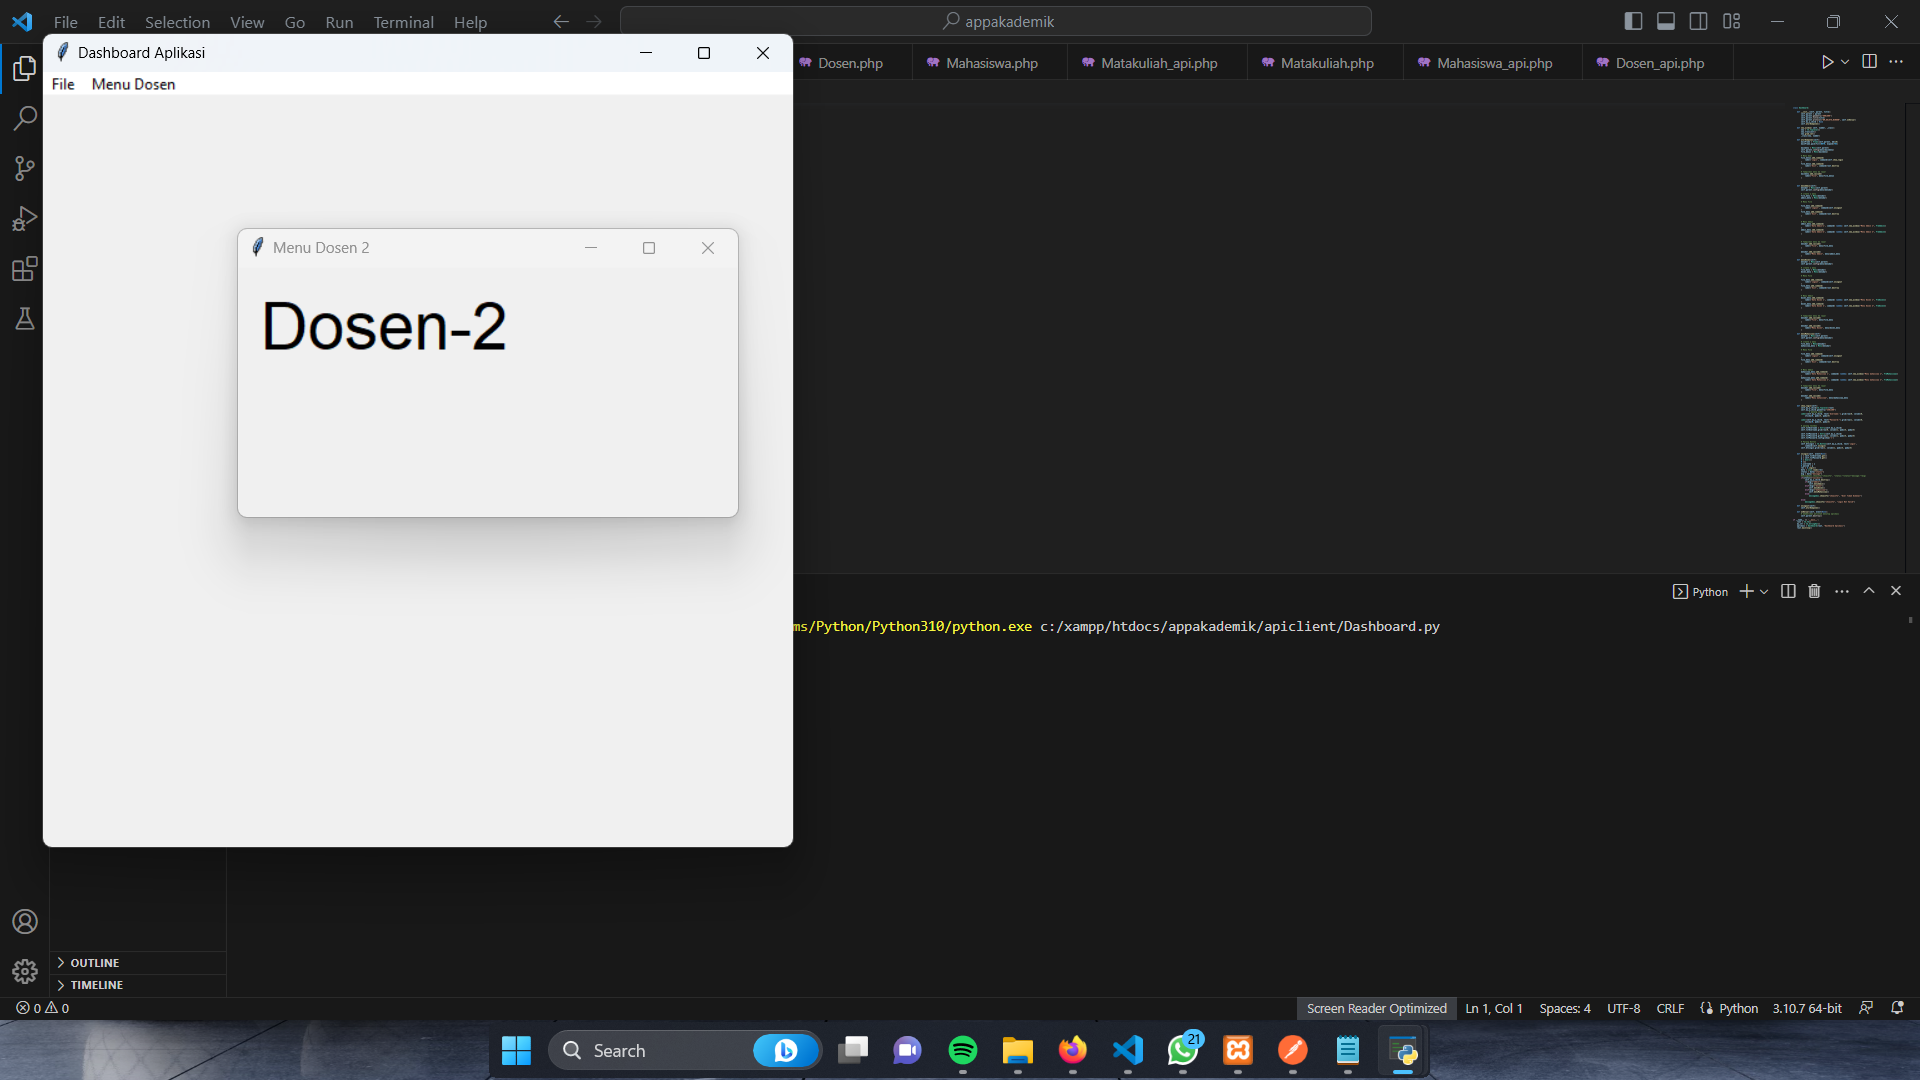 File Edit Selection View Go Run Terminal Help
appakademik
Dashboard Aplikasi
File Menu Dosen
Dosen.php Mahasiswa.php Matakuliah_api.php Matakuliah.php Mahasiswa_api.php Dosen_api.php
Menu Dosen 2
Dosen-2
Python
ms/Python/Python310/python.exe c:/xampp/htdocs/appakademik/apiclient/Dashboard.py
OUTLINE
TIMELINE
0 0
Screen Reader Optimized Ln 1, Col 1 Spaces: 4 UTF-8 CRLF Python 3.10.7 64-bit
Search
21